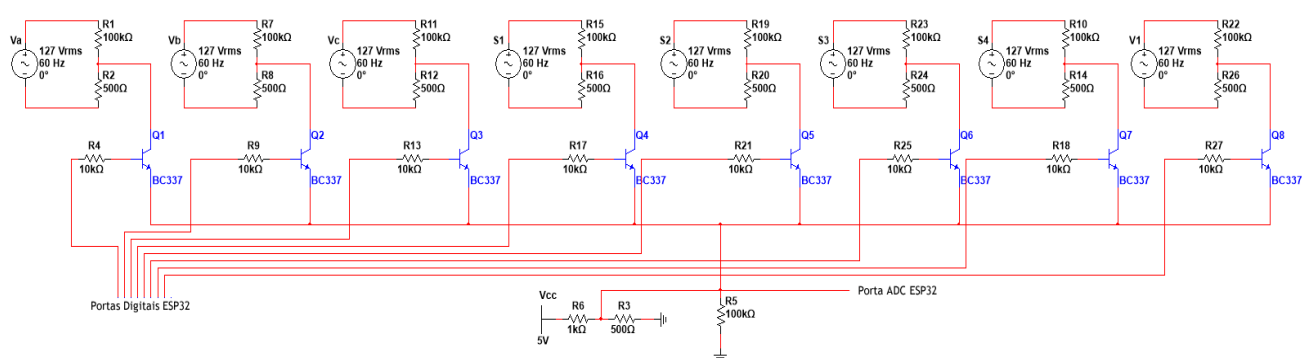 Va
127 Vrms
60 Hz
0°
R1
100kΩ
R2
500Ω
Vb
127 Vrms
60 Hz
0°
R7
100kΩ
R8
500Ω
Vc
127 Vrms
60 Hz
0°
R11
100kΩ
R12
500Ω
S1
127 Vrms
60 Hz
0°
R15
100kΩ
R16
500Ω
S2
127 Vrms
60 Hz
0°
R19
100kΩ
R20
500Ω
S3
127 Vrms
60 Hz
0°
R23
100kΩ
R24
500Ω
S4
127 Vrms
60 Hz
0°
R10
100kΩ
R14
500Ω
V1
127 Vrms
60 Hz
0°
R22
100kΩ
R26
500Ω
R4
10kΩ
Q1
BC337
R9
10kΩ
Q2
BC337
R13
10kΩ
Q3
BC337
R17
10kΩ
Q4
BC337
R21
10kΩ
Q5
BC337
R25
10kΩ
Q6
BC337
R18
10kΩ
Q7
BC337
R27
10kΩ
Q8
BC337
Portas Digitais ESP32
Vcc
5V
R6
1kΩ
R3
500Ω
R5
100kΩ
Porta ADC ESP32